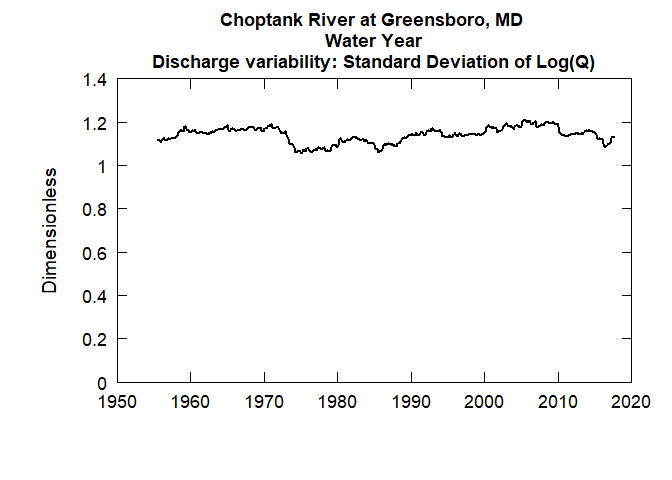 Choptank River at Greensboro, MD
Water Year
Discharge variability: Standard Deviation of Log(Q)
1.4
1.2
1
0.8
0.6
0.4
0.2
0
Dimensionless
1950 1960 1970 1980 1990 2000 2010 2020